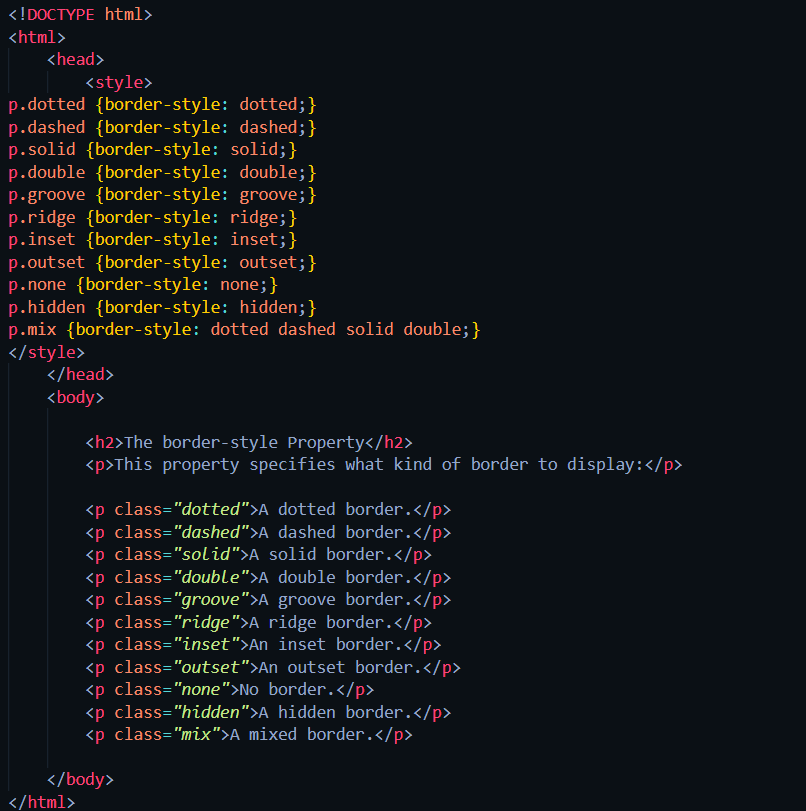 <!DOCTYPE html>
<html>
    <head>
        <style>
p.dotted {border-style: dotted;}
p.dashed {border-style: dashed;}
p.solid {border-style: solid;}
p.double {border-style: double;}
p.groove {border-style: groove;}
p.ridge {border-style: ridge;}
p.inset {border-style: inset;}
p.outset {border-style: outset;}
p.none {border-style: none;}
p.hidden {border-style: hidden;}
p.mix {border-style: dotted dashed solid double;}
</style>
    </head>
    <body>

        <h2>The border-style Property</h2>
        <p>This property specifies what kind of border to display:</p>

        <p class="dotted">A dotted border.</p>
        <p class="dashed">A dashed border.</p>
        <p class="solid">A solid border.</p>
        <p class="double">A double border.</p>
        <p class="groove">A groove border.</p>
        <p class="ridge">A ridge border.</p>
        <p class="inset">An inset border.</p>
        <p class="outset">An outset border.</p>
        <p class="none">No border.</p>
        <p class="hidden">A hidden border.</p>
        <p class="mix">A mixed border.</p>

    </body>
</html>